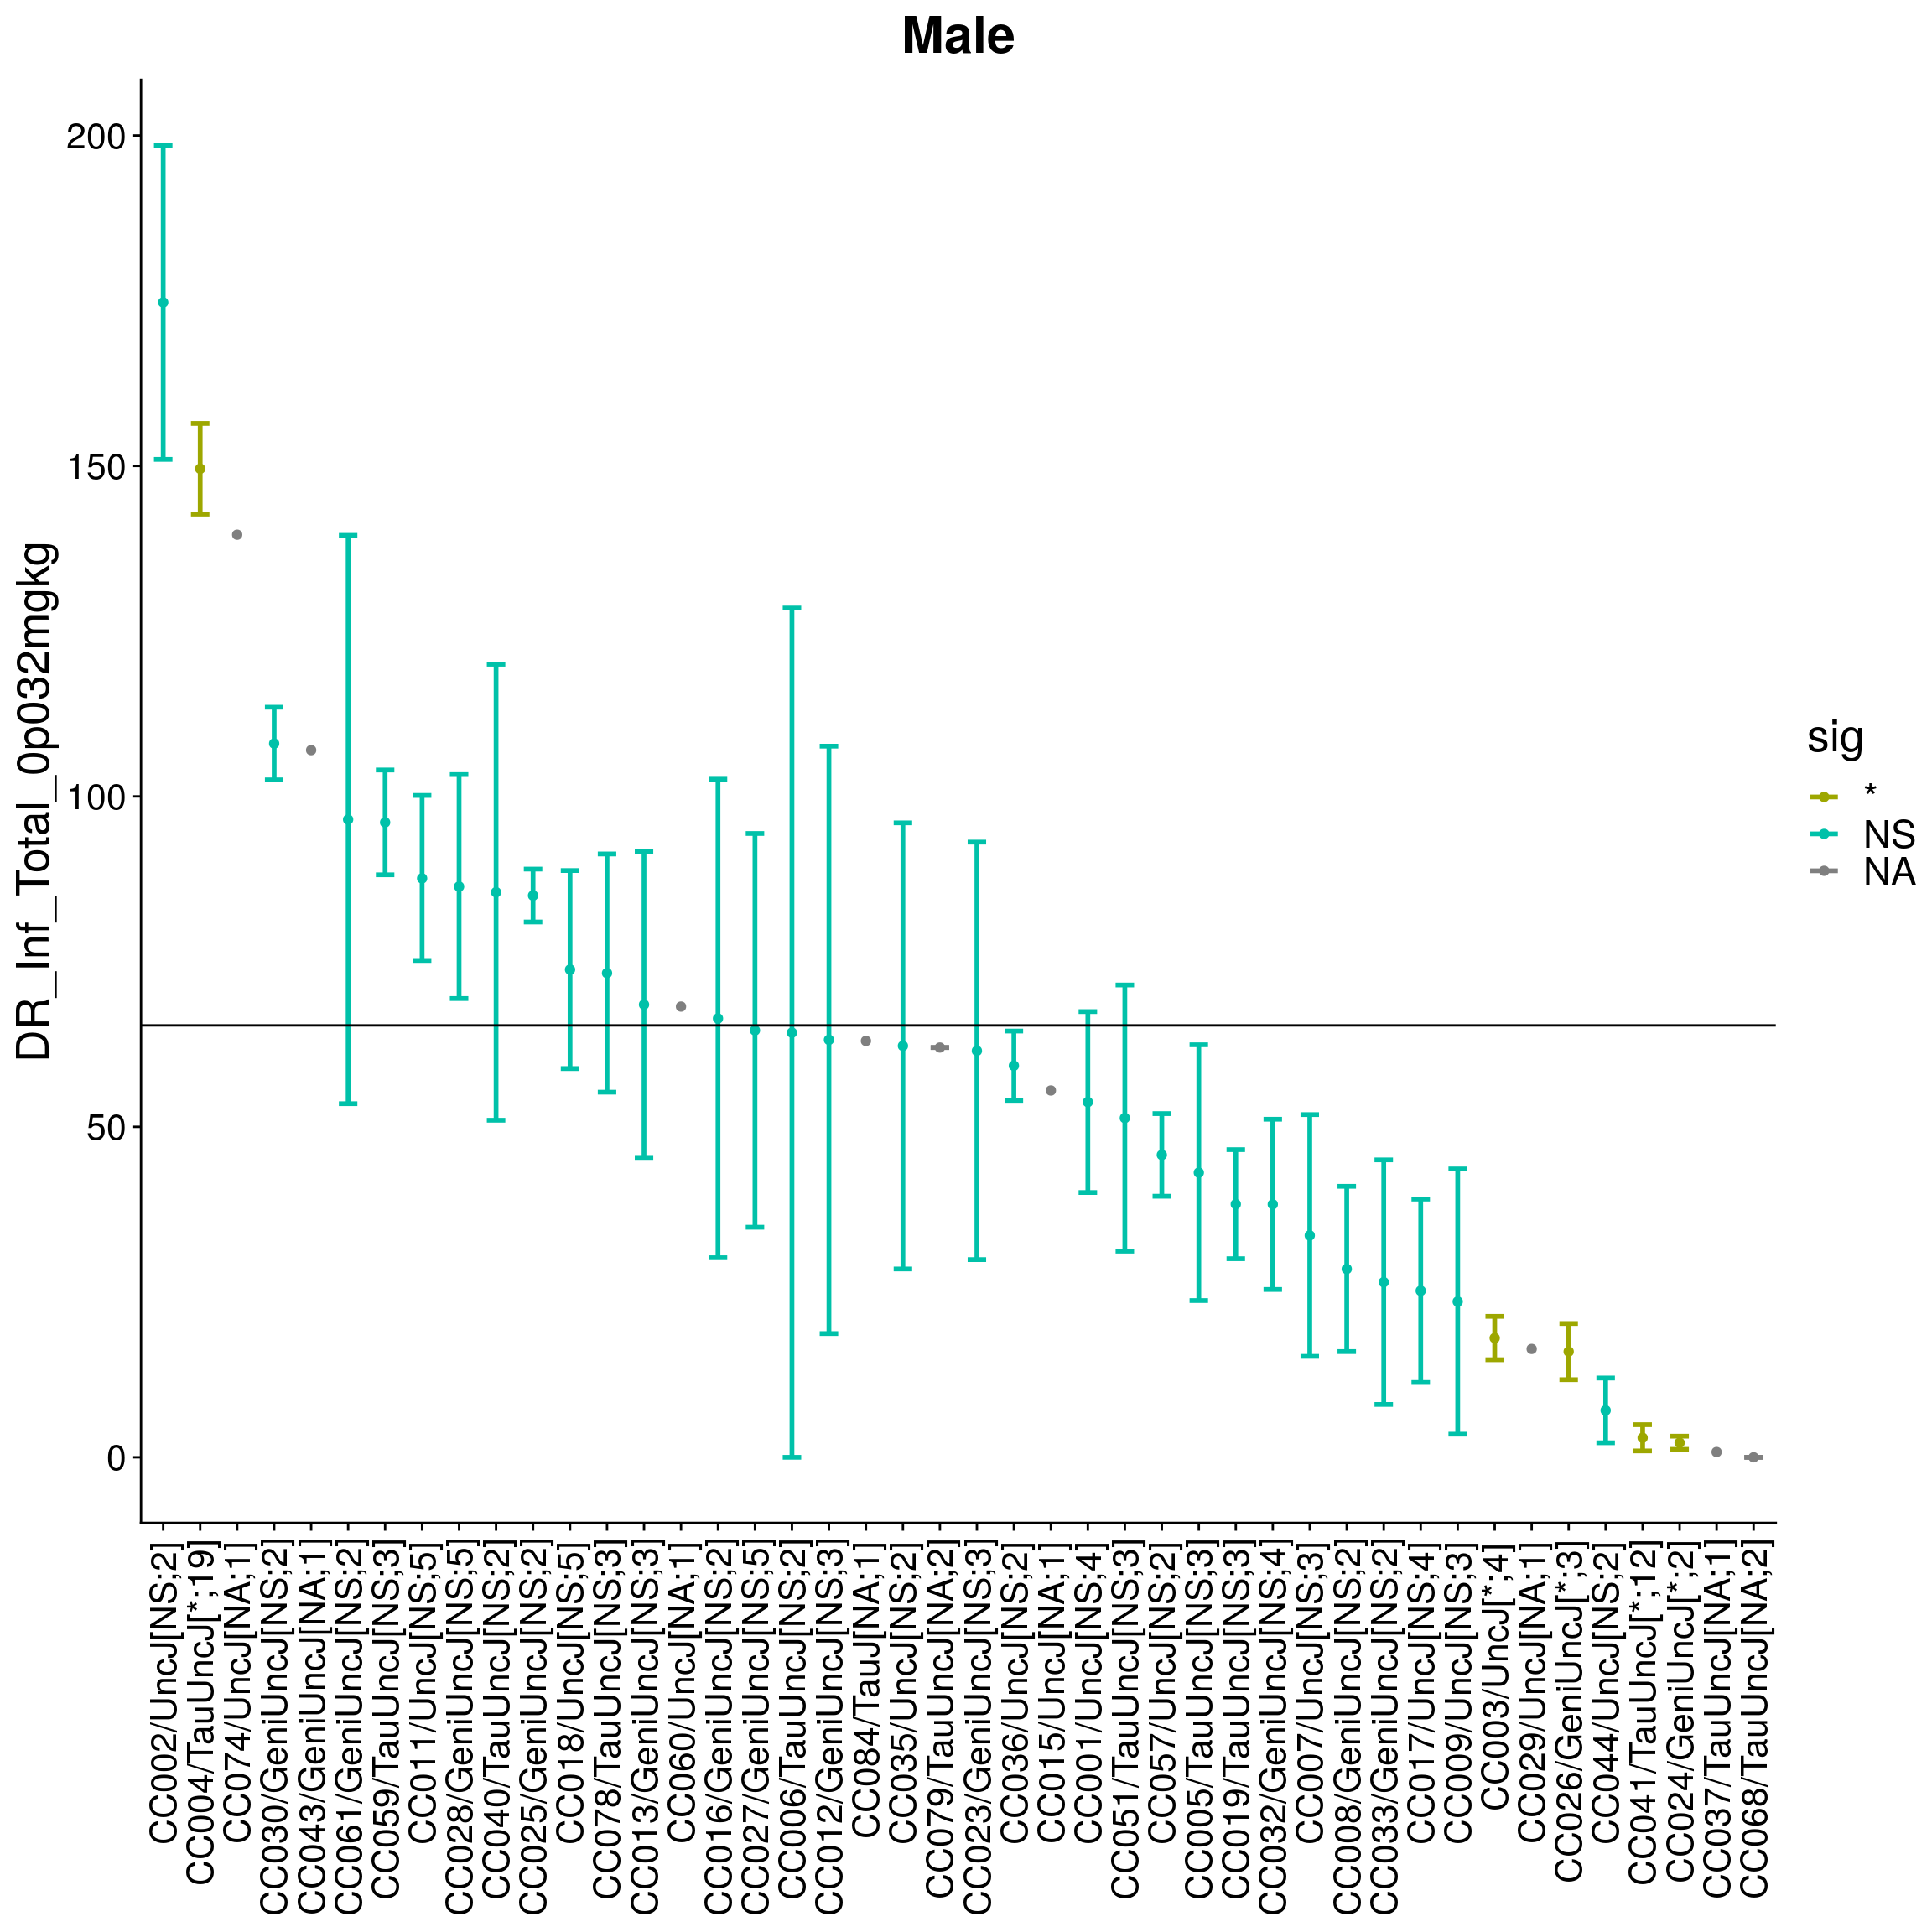 Male
DR_Inf_Total_0p032mgkg
200
150
100
50
0
CC002/UncJ[NS;2]
CC004/TauUncJ[*;19]
CC074/UncJ[NA;1]
CC030/GeniUncJ[NS;2]
CC043/GeniUncJ[NA;1]
CC061/GeniUncJ[NS;2]
CC059/TauUncJ[NS;3]
CC011/UncJ[NS;5]
CC028/GeniUncJ[NS;5]
CC040/TauUncJ[NS;2]
CC025/GeniUncJ[NS;2]
CC018/UncJ[NS;5]
CC078/TauUncJ[NS;3]
CC013/GeniUncJ[NS;3]
CC060/UncJ[NA;1]
CC016/GeniUncJ[NS;2]
CC027/GeniUncJ[NS;5]
CC006/TauUncJ[NS;2]
CC012/GeniUncJ[NS;3]
CC084/TauJ[NA;1]
CC035/UncJ[NS;2]
CC079/TauUncJ[NA;2]
CC023/GeniUncJ[NS;3]
CC036/UncJ[NS;2]
CC015/UncJ[NA;1]
CC001/UncJ[NS;4]
CC051/TauUncJ[NS;3]
CC057/UncJ[NS;2]
CC005/TauUncJ[NS;3]
CC019/TauUncJ[NS;3]
CC032/GeniUncJ[NS;4]
CC007/UncJ[NS;3]
CC008/GeniUncJ[NS;2]
CC033/GeniUncJ[NS;2]
CC017/UncJ[NS;4]
CC009/UncJ[NS;3]
CC003/UncJ[*;4]
CC029/UncJ[NA;1]
CC026/GeniUncJ[*;3]
CC044/UncJ[NS;2]
CC041/TauUncJ[*;12]
CC024/GeniUncJ[*;2]
CC037/TauUncJ[NA;1]
CC068/TauUncJ[NA;2]
sig
*
NS
NA